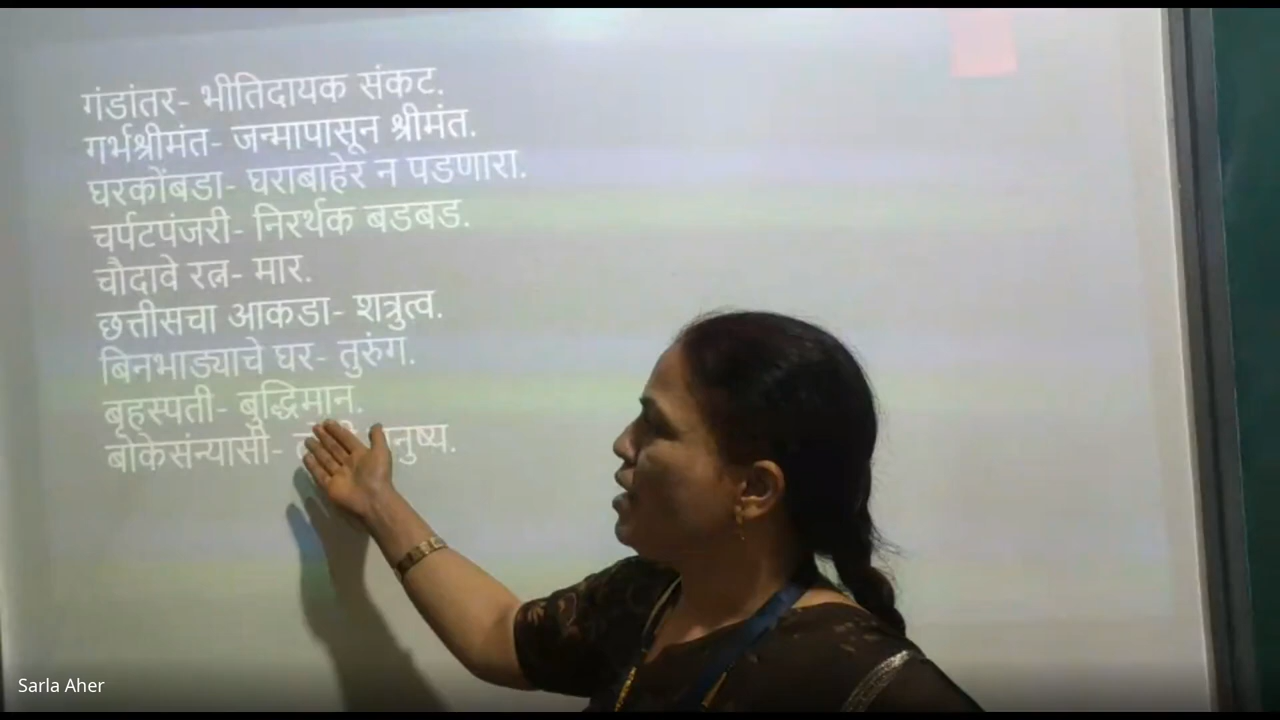 गंडांतर- भीतिदायक संकट.
गर्भश्रीमंत- जन्मापासून श्रीमंत.
घरकोंबडा- घराबाहेर न पडणारा.
चर्पटपंजरी- निरर्थक बडबड.
चौदावे रत्न- मार.
छत्तीसचा आकडा- शत्रुत्व.
बिनभाड्याचे घर- तुरुंग.
बृहस्पती- बुद्धिमान.
बोकेसंन्यासी-
Sarla Aher